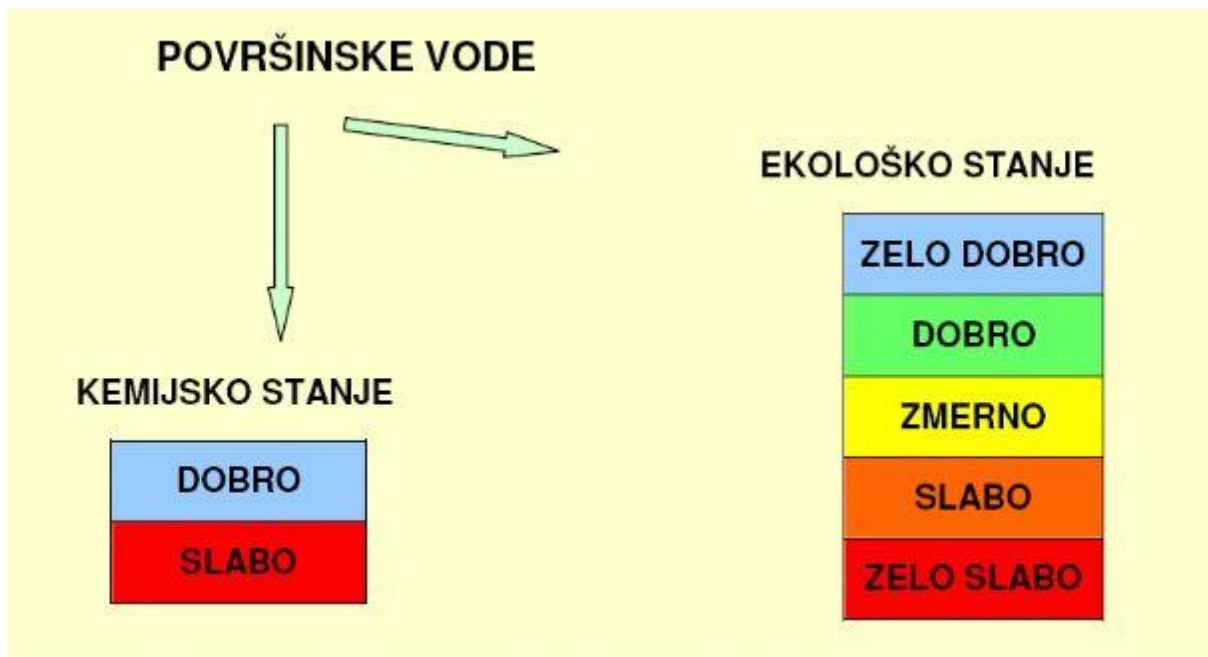 POVRŠINSKE VODE
KEMIJSKO STANJE
DOBRO
SLABO
EKOLOŠKO STANJE
ZELO DOBRO
DOBRO
ZMERNO
SLABO
ZELO SLABO